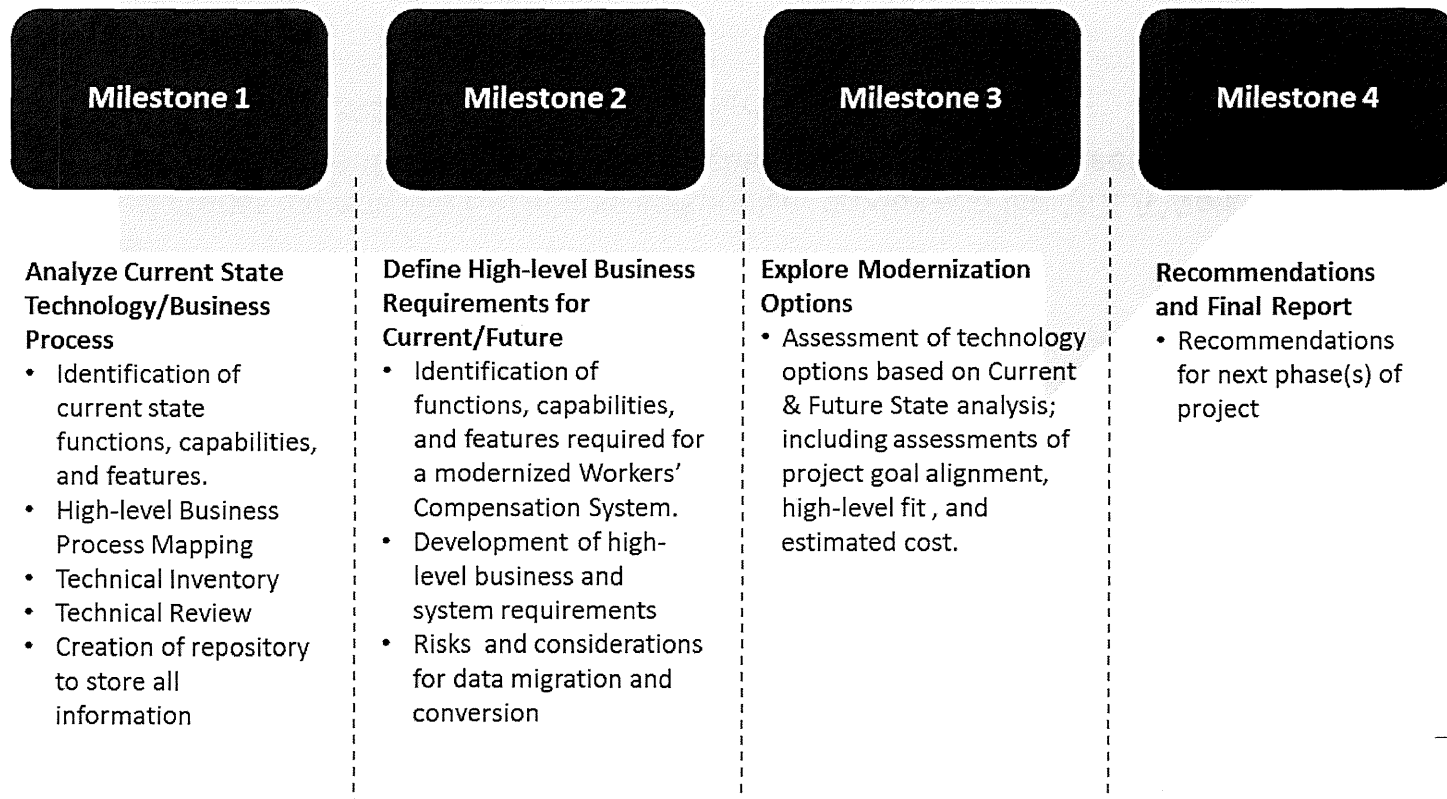 Milestone 1
Milestone 2
Milestone 3
Milestone 4
Analyze Current State
Technology/Business
Process
• Identification of
current state
functions, capabilities,
and features.
• High-level Business
Process Mapping
• Technical Inventory
• Technical Review
• Creation of repository
to store all
information
Define High-level Business
Requirements for
Current/Future
• Identification of
functions, capabilities,
and features required for
a modernized Workers’
Compensation System.
• Development of high-
level business and
system requirements
• Risks and considerations
for data migration and
conversion
Explore Modernization
Options
• Assessment of technology
options based on Current
& Future State analysis;
including assessments of
project goal alignment,
high-level fit , and
estimated cost.
Recommendations
and Final Report
• Recommendations
for next phase(s) of
project